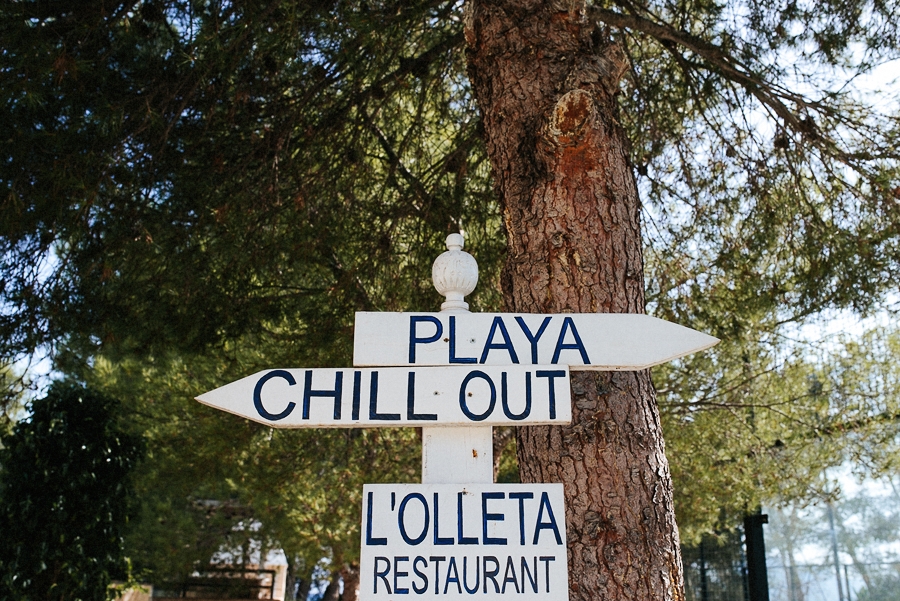 PLAYA
CHILL OUT
L'OLLETA
RESTAURANT